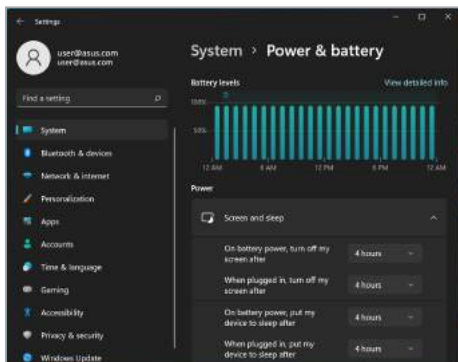 Settings
user@asus.com
user@asus.com
Find a setting
System
Bluetooth & devices
Network & internet
Personalization
Apps
Accounts
Time & language
Gaming
Accessibility
Privacy & security
Windows Update
System > Power & battery
Battery levels
View detailed info
100%
50%
12 AM
6 AM
12 PM
6 PM
12 AM
Power
Screen and sleep
On battery power, turn off my
screen after
4 hours
When plugged in, turn off my
screen after
4 hours
On battery power, put my
device to sleep after
4 hours
When plugged in, put my
device to sleep after
4 hours